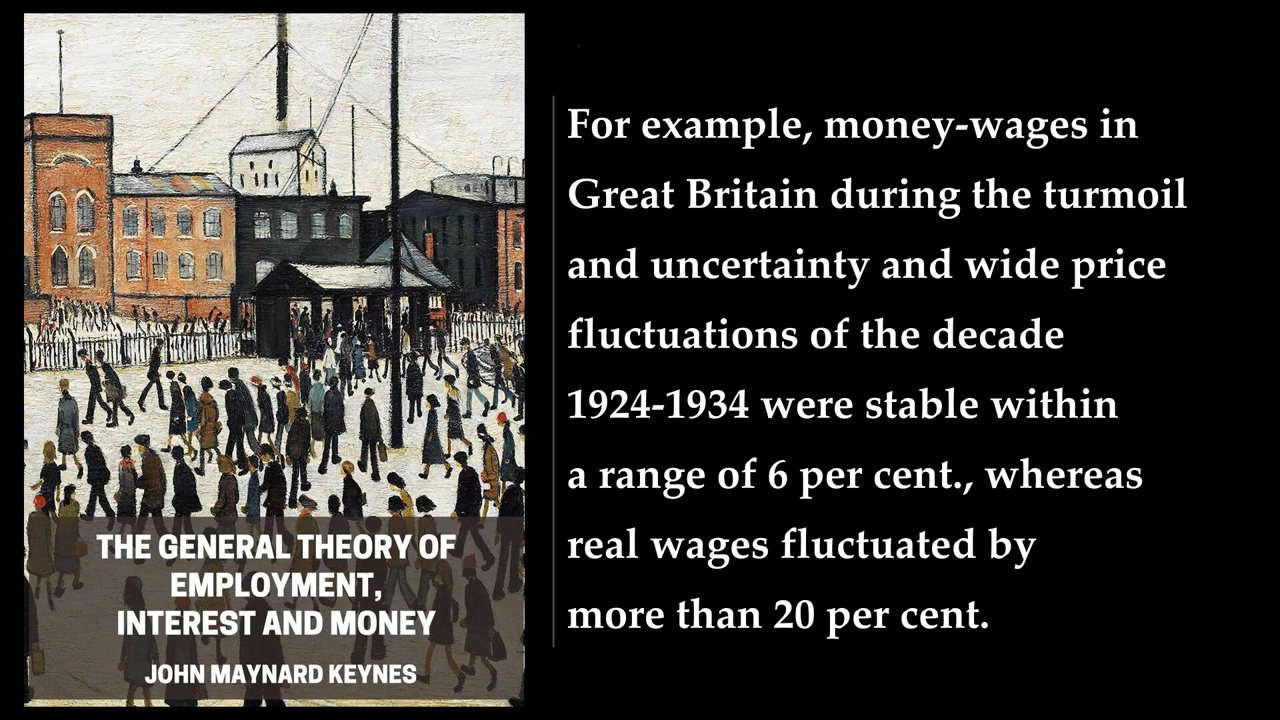 THE GENERAL THEORY OF
EMPLOYMENT,
INTEREST AND MONEY
JOHN MAYNARD KEYNES
For example, money-wages in
Great Britain during the turmoil
and uncertainty and wide price
fluctuations of the decade
1924-1934 were stable within
a range of 6 per cent., whereas
real wages fluctuated by
more than 20 per cent.